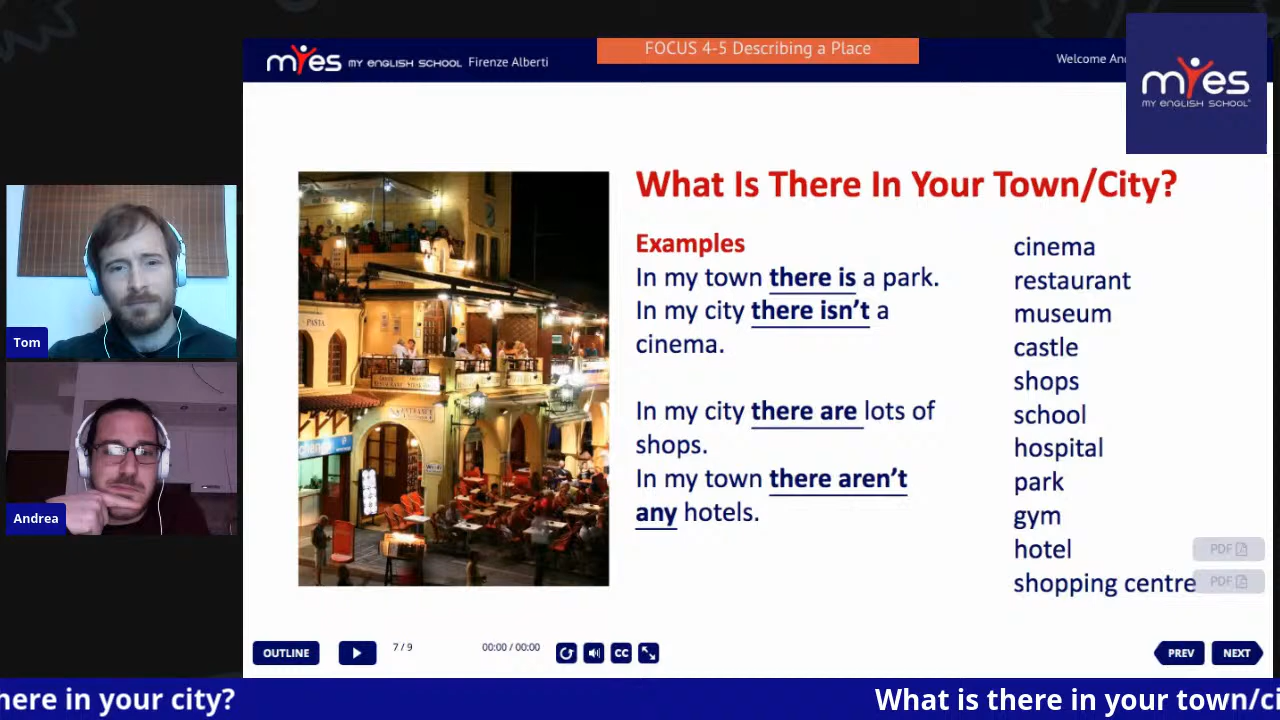 myes MY ENGLISH SCHOOL Firenze Alberti
FOCUS 4-5 Describing a Place
Welcome
myes
MY ENGLISH SCHOOL
What Is There In Your Town/City?
Examples
In my town there is a park.
In my city there isn't a
cinema.
In my city there are lots of
shops.
In my town there aren't
any hotels.
cinema
restaurant
museum
castle
shops
school
hospital
park
gym
hotel
shopping centre
PDF
PDF
PASTA
ENTRANCE
Tom
Andrea
OUTLINE
7 / 9
00:00 / 00:00
CC
PREV
NEXT
here in your city?
What is there in your town/ci